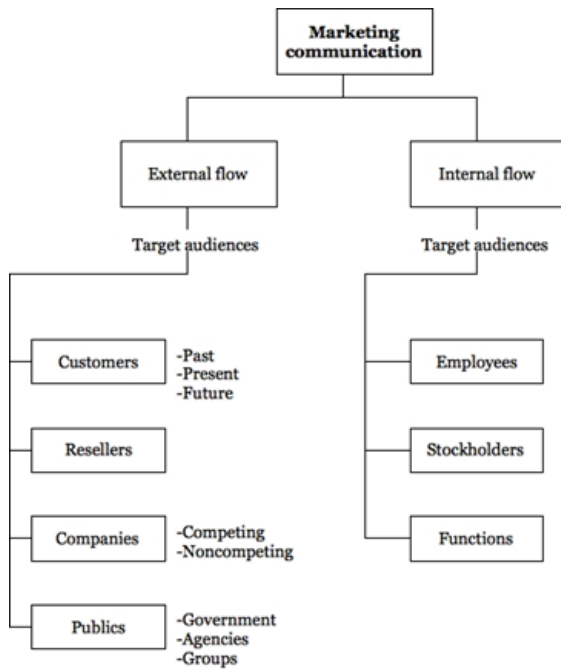 Marketing
communication
External flow
Internal flow
Target audiences
Target audiences
Customers
-Past
-Present
-Future
Employees
Resellers
Stockholders
Companies
-Competing
-Noncompeting
Functions
Publics
-Government
-Agencies
-Groups